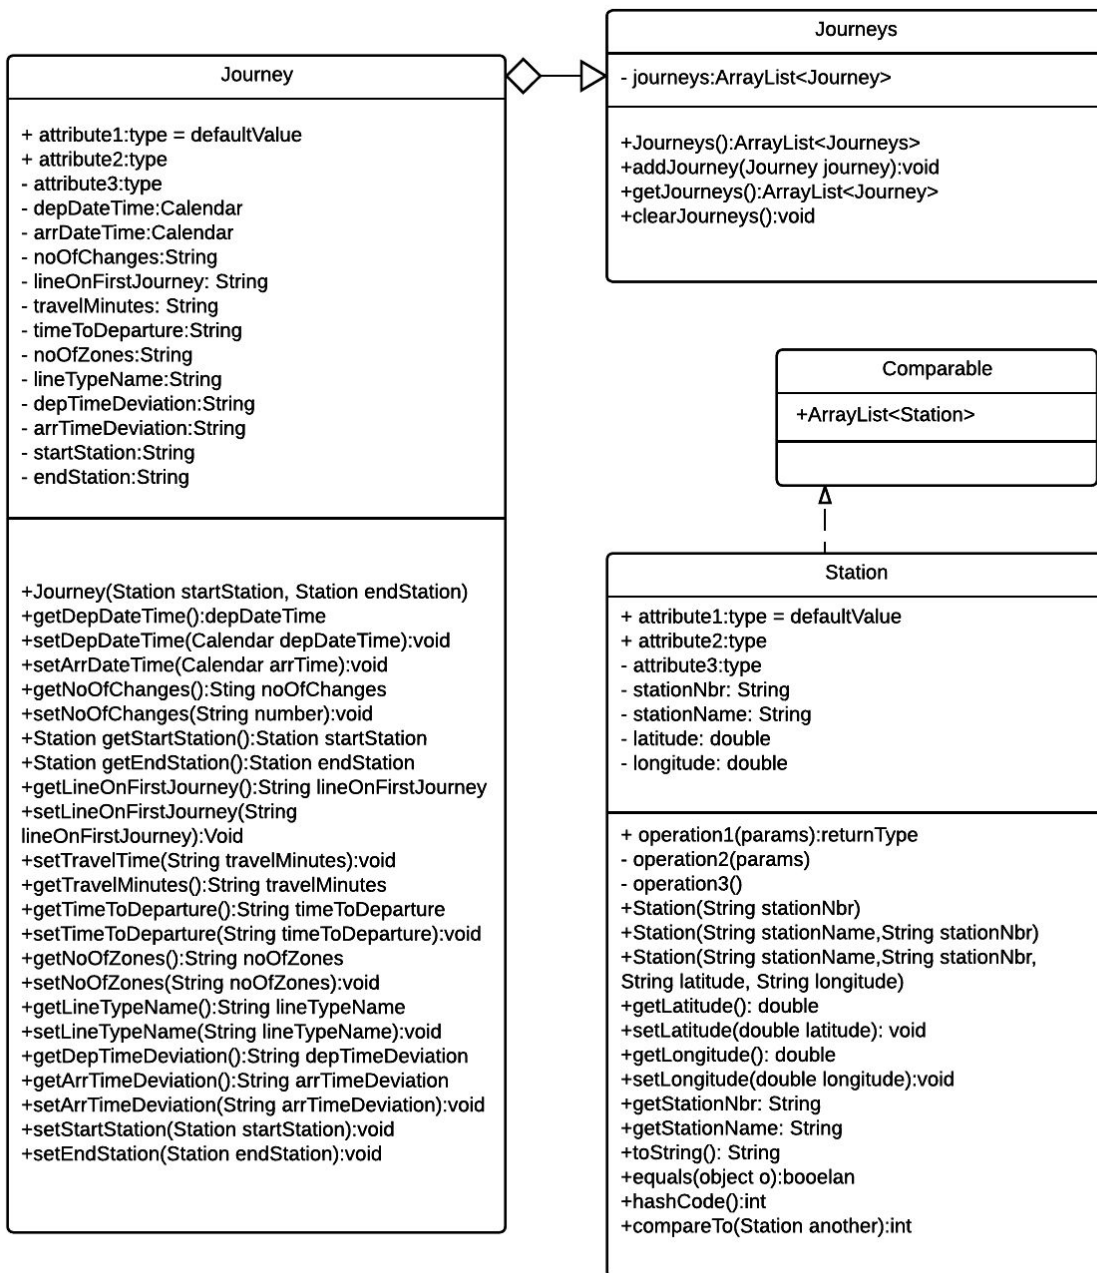 Journey
+ attribute1:type = defaultValue
+ attribute2:type
- attribute3:type
- depDateTime:Calendar
- arrDateTime:Calendar
- noOfChanges:String
- lineOnFirstJourney: String
- travelMinutes: String
- timeToDeparture:String
- noOfZones:String
- lineTypeName:String
- depTimeDeviation:String
- arrTimeDeviation:String
- startStation:String
- endStation:String
+Journey(Station startStation, Station endStation)
+getDepDateTime():depDateTime
+setDepDateTime(Calendar depDateTime):void
+setArrDateTime(Calendar arrTime):void
+getNoOfChanges():Sting noOfChanges
+setNoOfChanges(String number):void
+Station getStartStation():Station startStation
+Station getEndStation():Station endStation
+getLineOnFirstJourney():String lineOnFirstJourney
+setLineOnFirstJourney(String
lineOnFirstJourney):Void
+setTravelTime(String travelMinutes):void
+getTravelMinutes():String travelMinutes
+getTimeToDeparture():String timeToDeparture
+setTimeToDeparture(String timeToDeparture):void
+getNoOfZones():String noOfZones
+setNoOfZones(String noOfZones):void
+getLineTypeName():String lineTypeName
+setLineTypeName(String lineTypeName):void
+getDepTimeDeviation():String depTimeDeviation
+getArrTimeDeviation():String arrTimeDeviation
+setArrTimeDeviation(String arrTimeDeviation):void
+setStartStation(Station startStation):void
+setEndStation(Station endStation):void
Journeys
- journeys:ArrayList<Journey>
+Journeys():ArrayList<Journeys>
+addJourney(Journey journey):void
+getJourneys():ArrayList<Journey>
+clearJourneys():void
Comparable
+ArrayList<Station>
Station
+ attribute1:type = defaultValue
+ attribute2:type
- attribute3:type
- stationNbr: String
- stationName: String
- latitude: double
- longitude: double
+ operation1(params):returnType
- operation2(params)
- operation3()
+Station(String stationNbr)
+Station(String stationName,String stationNbr)
+Station(String stationName,String stationNbr,
String latitude, String longitude)
+getLatitude(): double
+setLatitude(double latitude): void
+getLongitude(): double
+setLongitude(double longitude):void
+getStationNbr: String
+getStationName: String
+toString(): String
+equals(object o):booelan
+hashCode():int
+compareTo(Station another):int